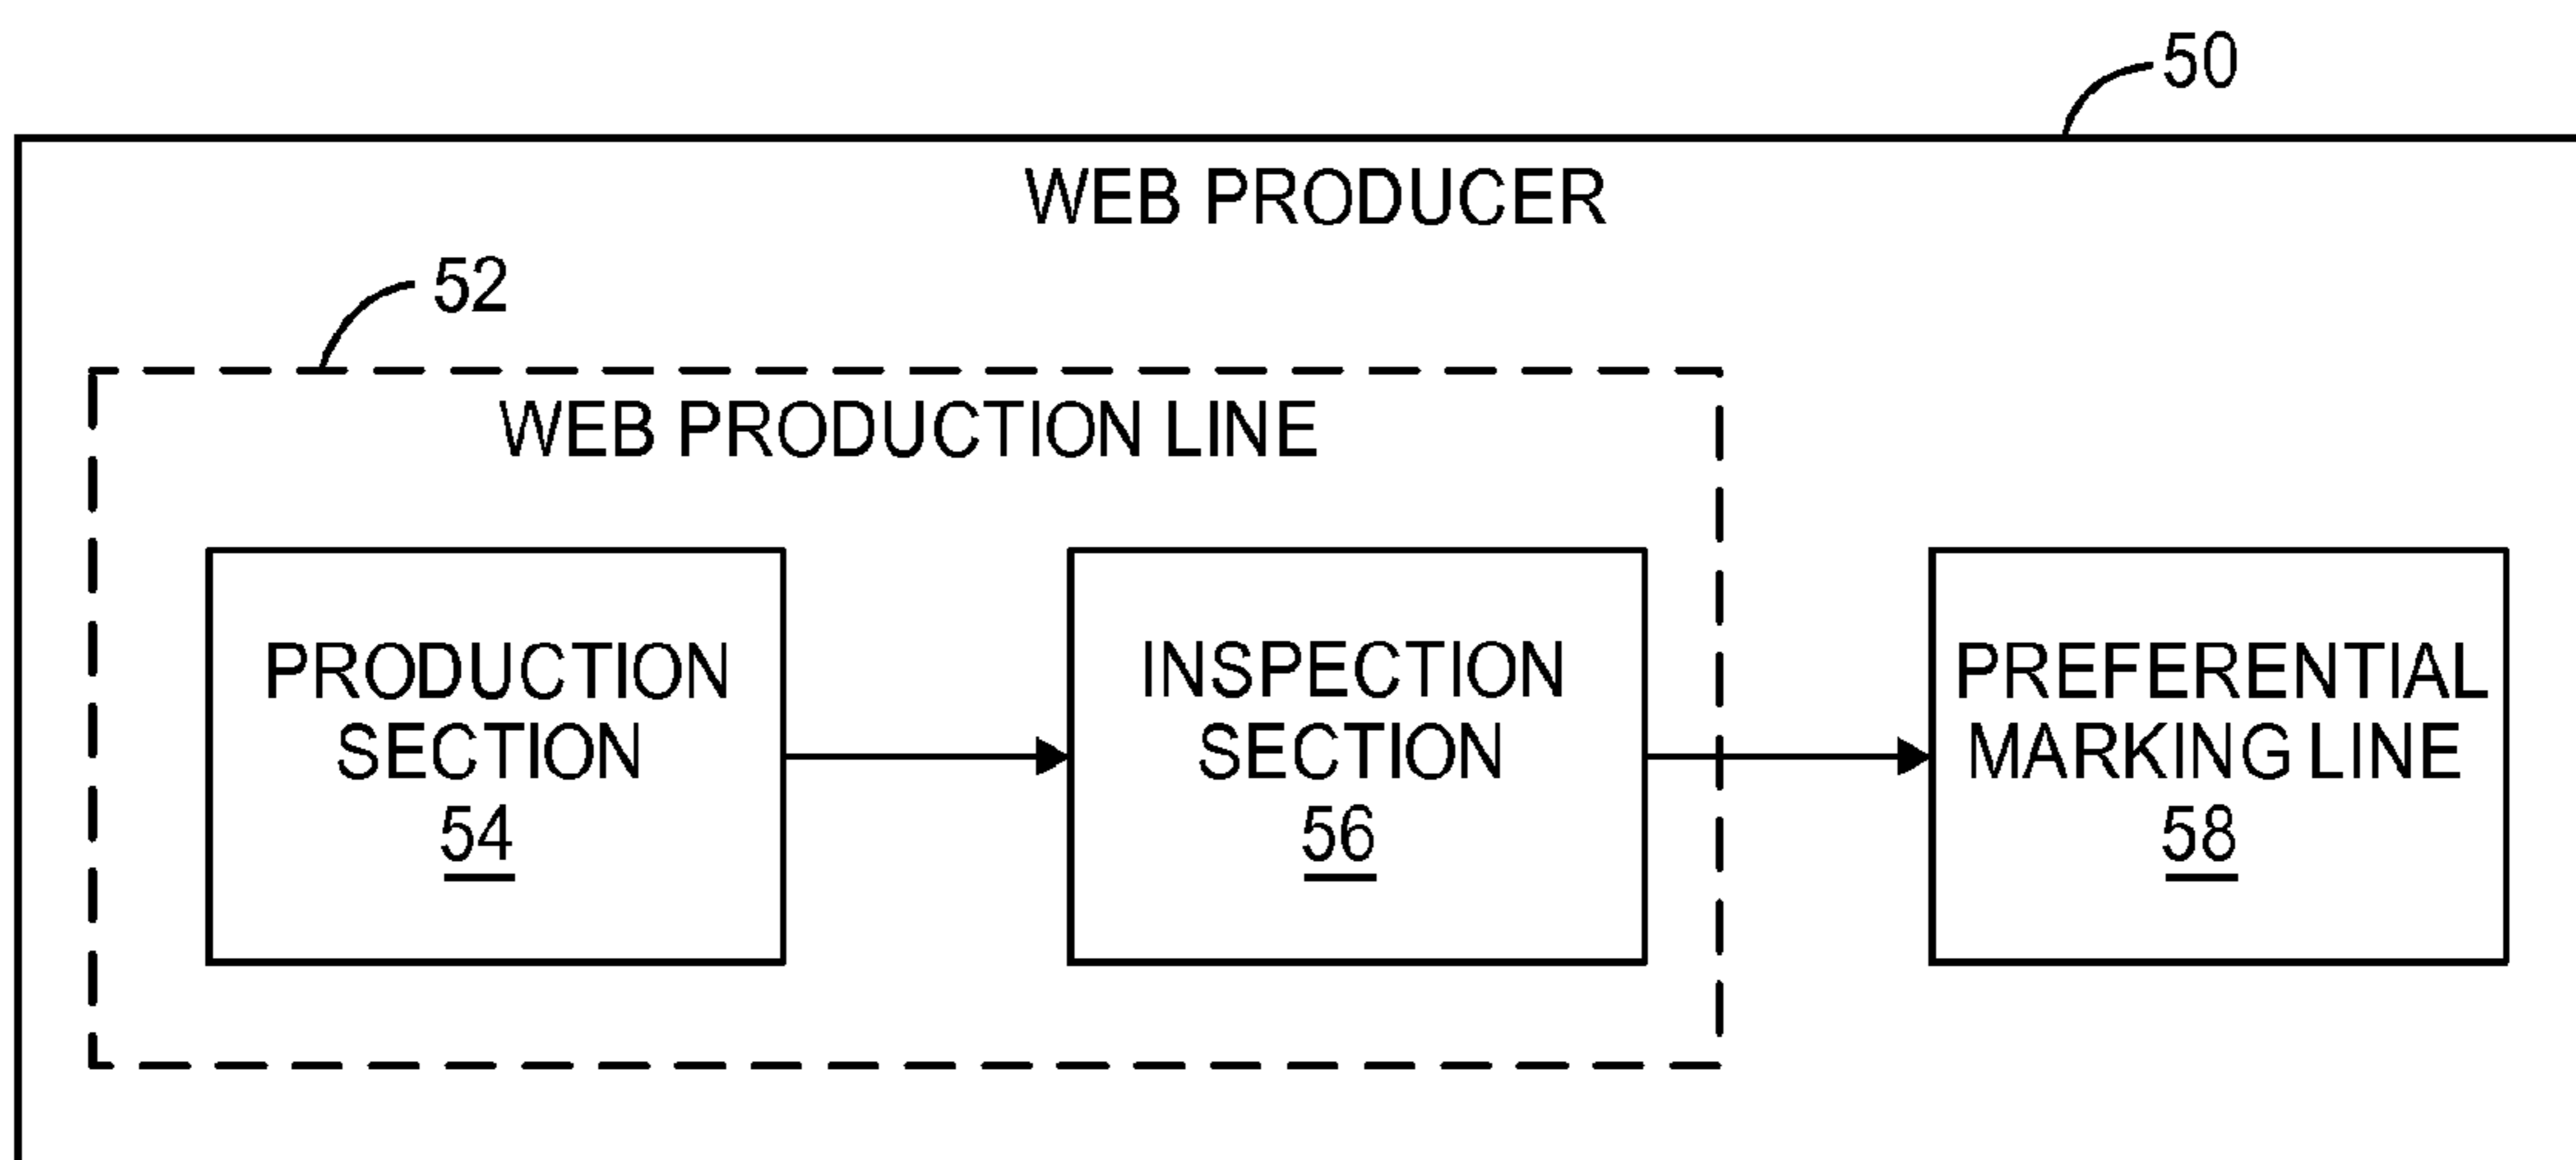 50
WEB PRODUCER
52
WEB PRODUCTION LINE
PRODUCTION
SECTION
54
INSPECTION
SECTION
56
PREFERENTIAL
MARKING LINE
58